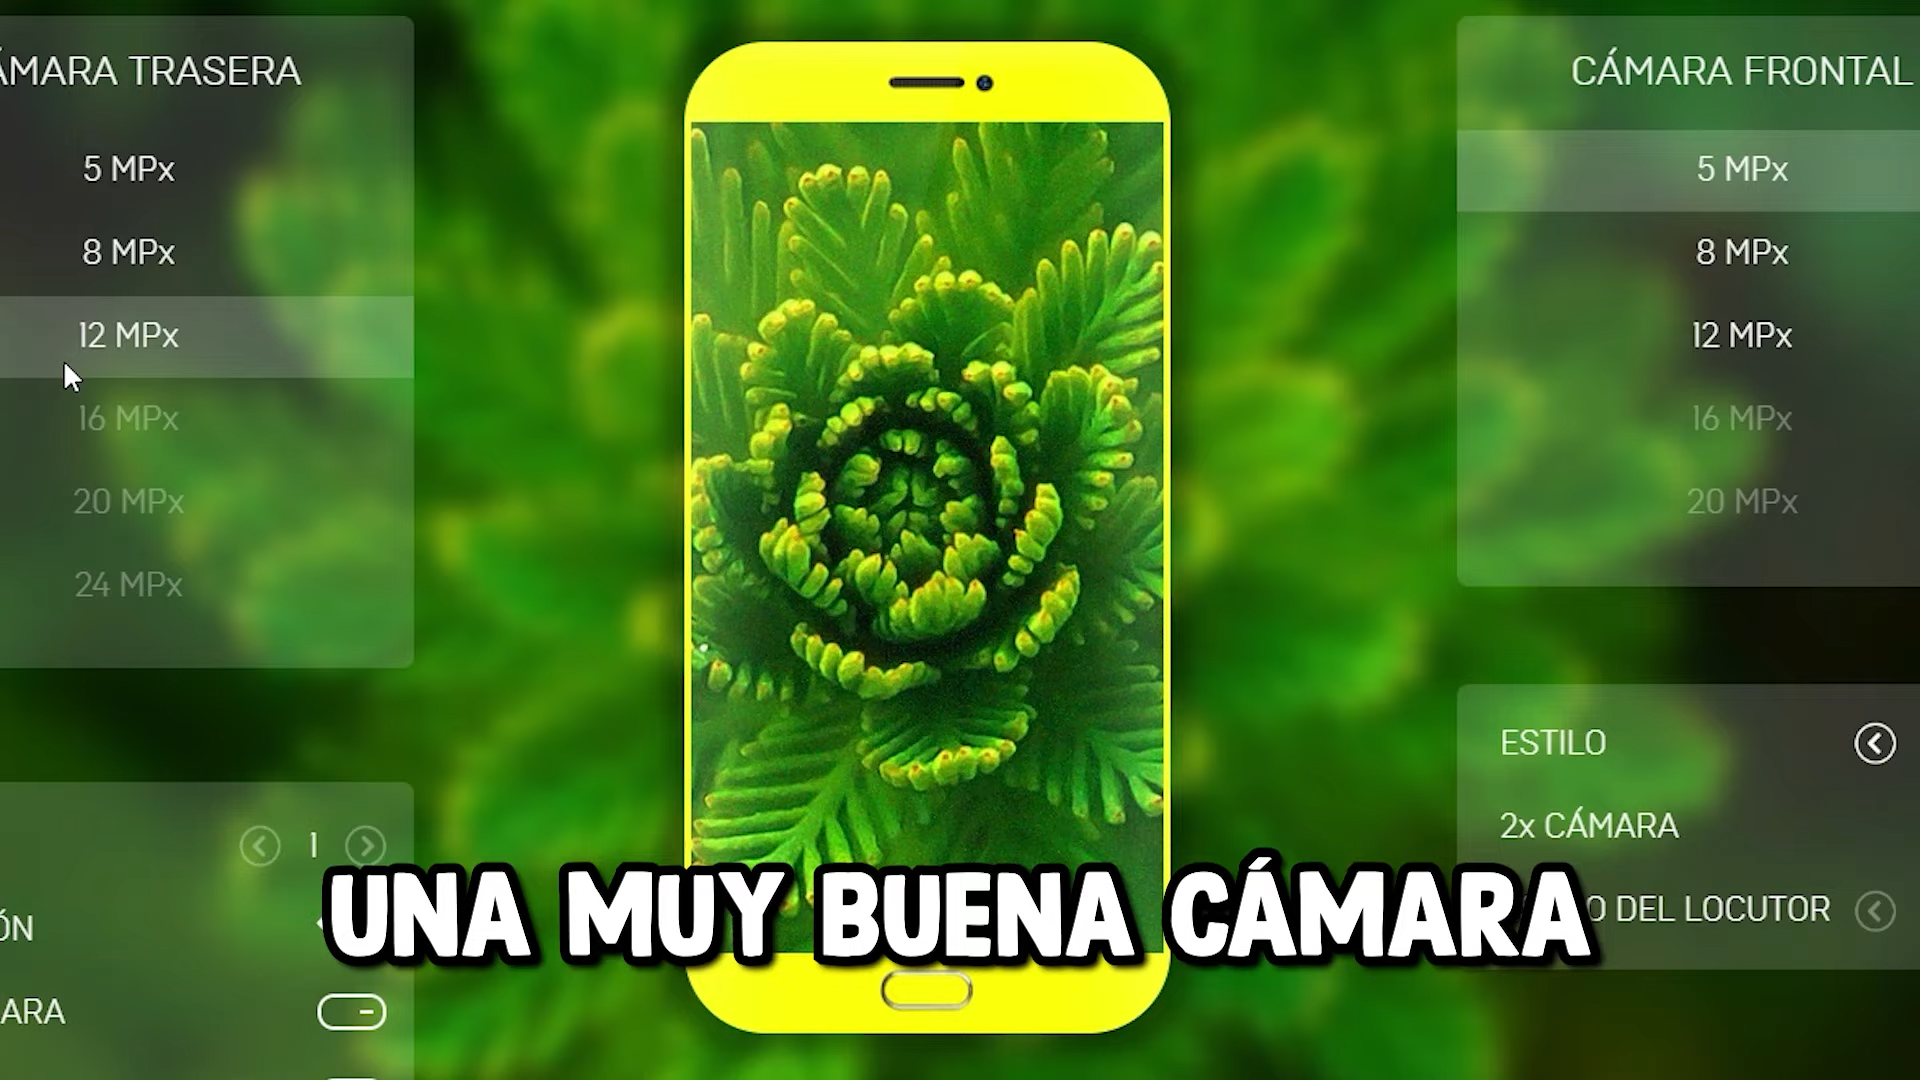 ÁMARA TRASERA
5 MPx
8 MPx
12 MPx
16 MPx
20 MPx
24 MPx
1
ÓN
ARA
CÁMARA FRONTAL
5 MPx
8 MPx
12 MPx
16 MPx
20 MPx
ESTILO
2x CÁMARA
O DEL LOCUTOR
UNA MUY BUENA CÁMARA